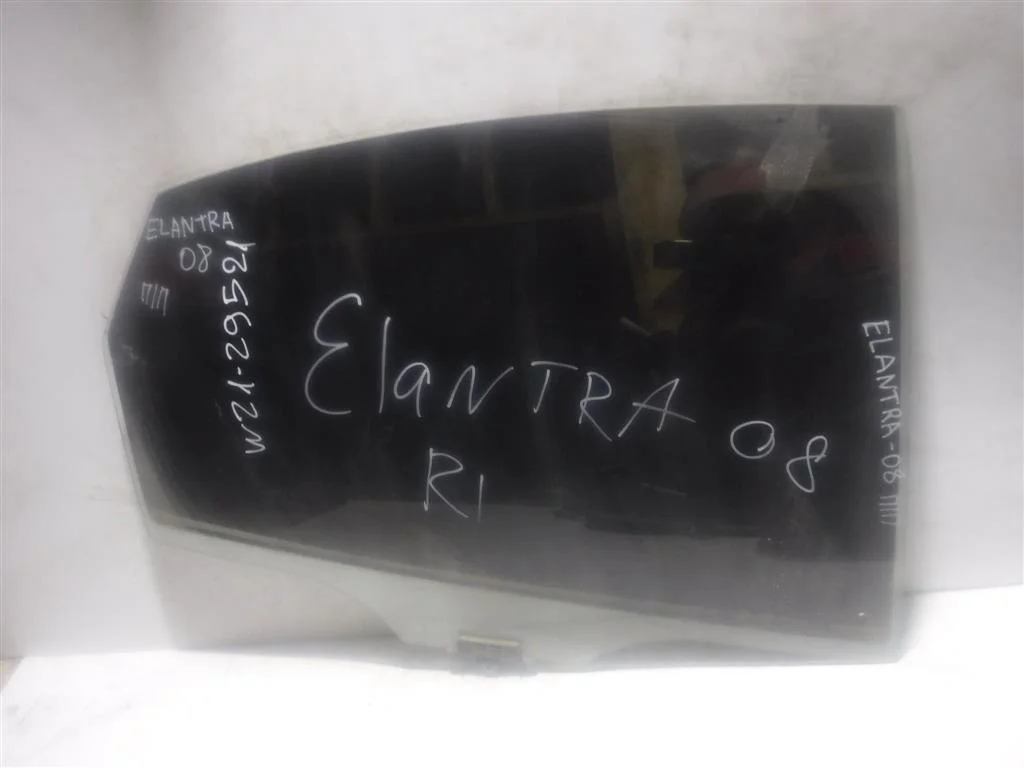 ELANTRA
08
П/П
W21-29521
ElaNTRA 08
R1
ELANTRA-08 П/П